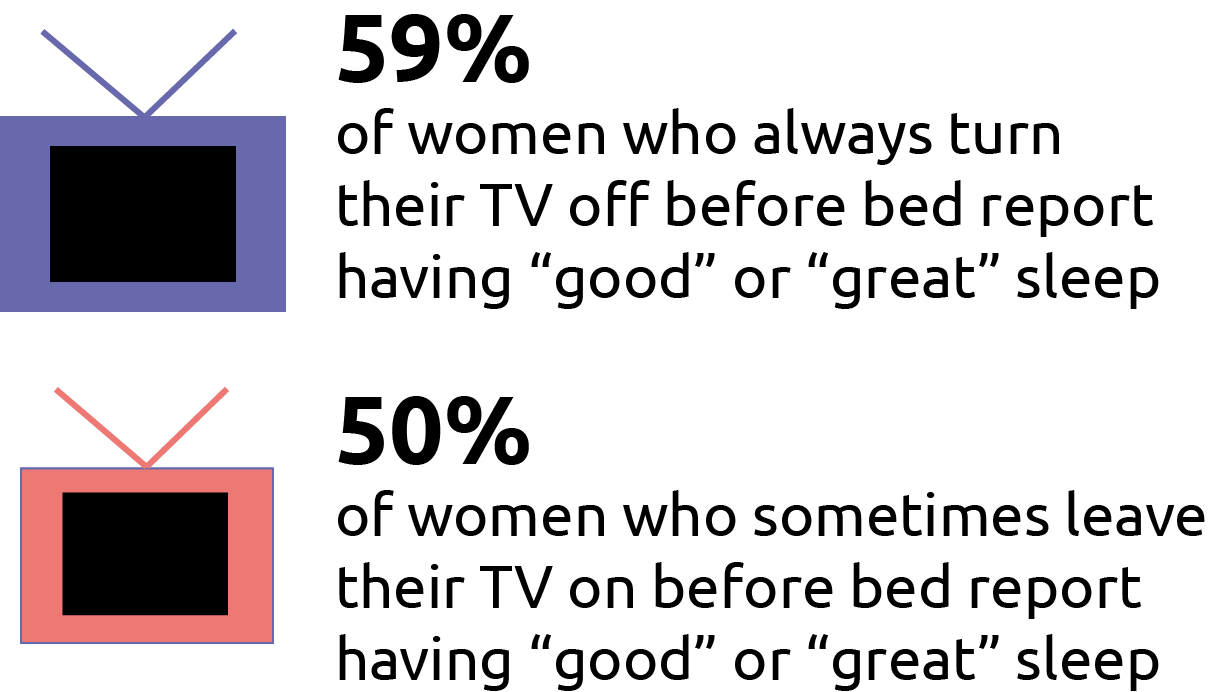 59%
of women who always turn
their TV off before bed report
having “good” or “great” sleep
50%
of women who sometimes leave
their TV on before bed report
having “good” or “great” sleep